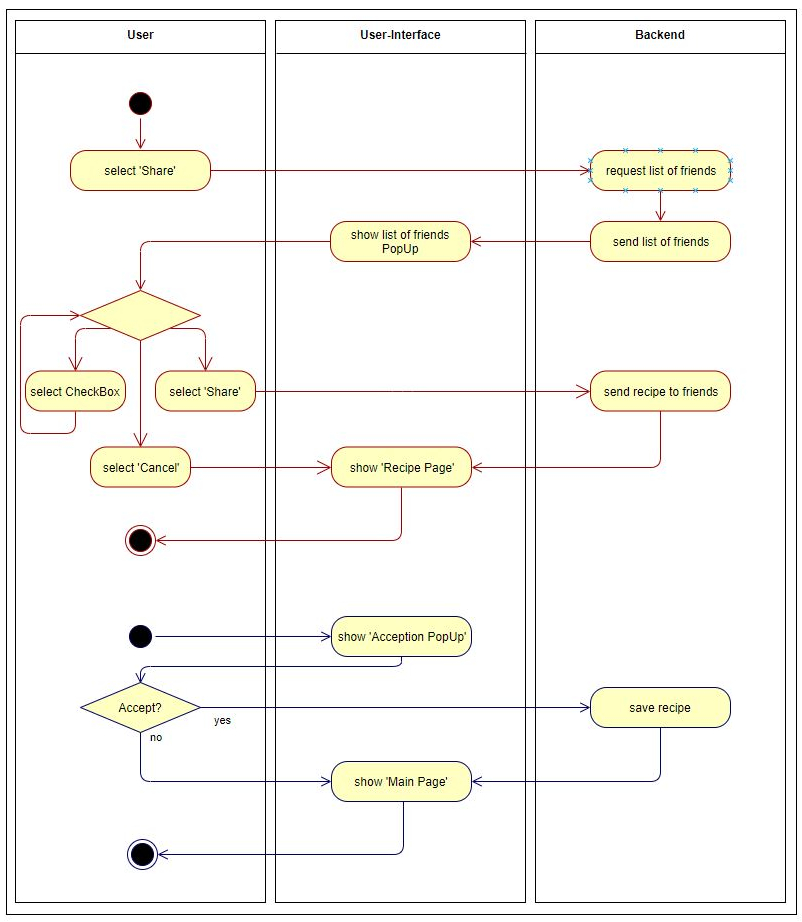 User
User-Interface
Backend
select 'Share'
request list of friends
show list of friends
PopUp
send list of friends
select CheckBox
select 'Share'
send recipe to friends
select 'Cancel'
show 'Recipe Page'
show 'Acception PopUp'
Accept?
yes
save recipe
no
show 'Main Page'